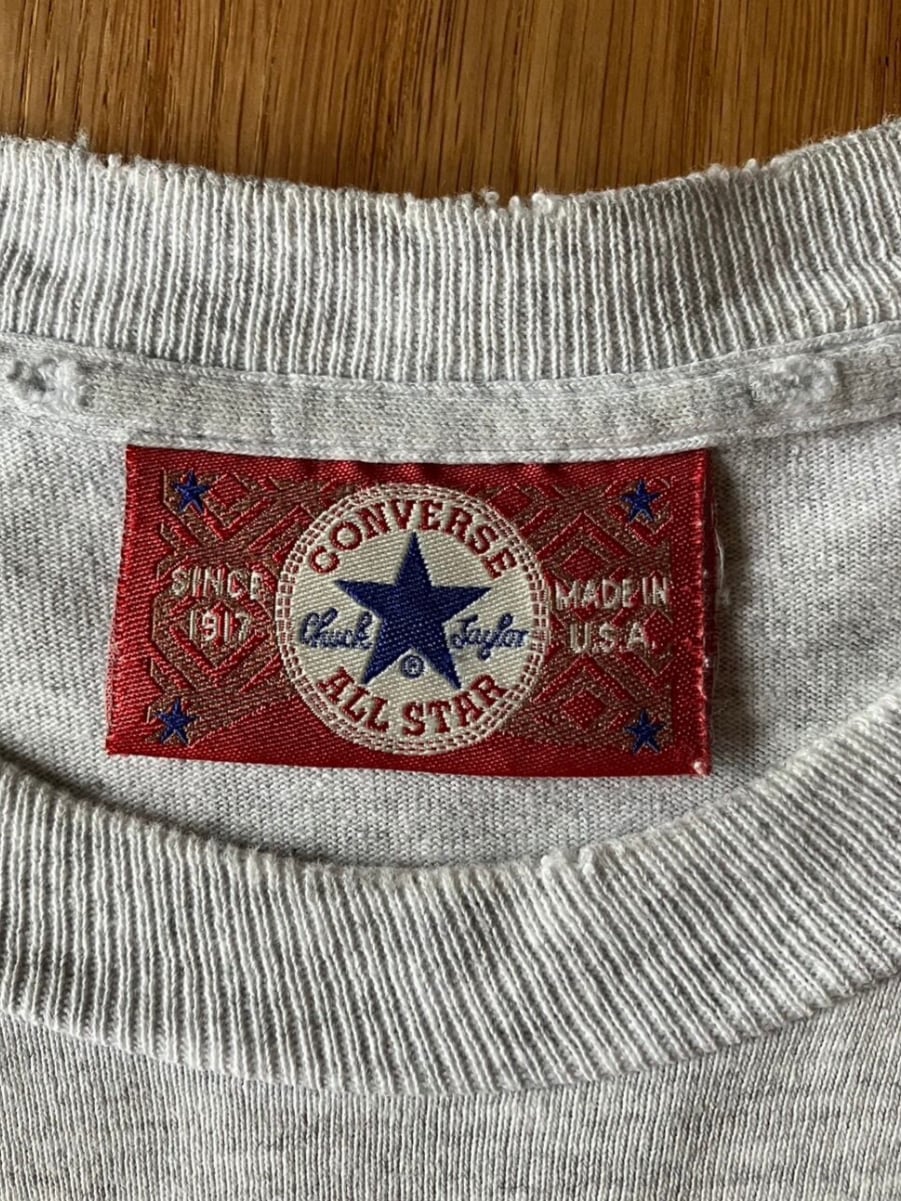 SINCE
1917
CONVERSE
Chuck Taylor
®
ALL STAR
MADE IN
U.S.A.